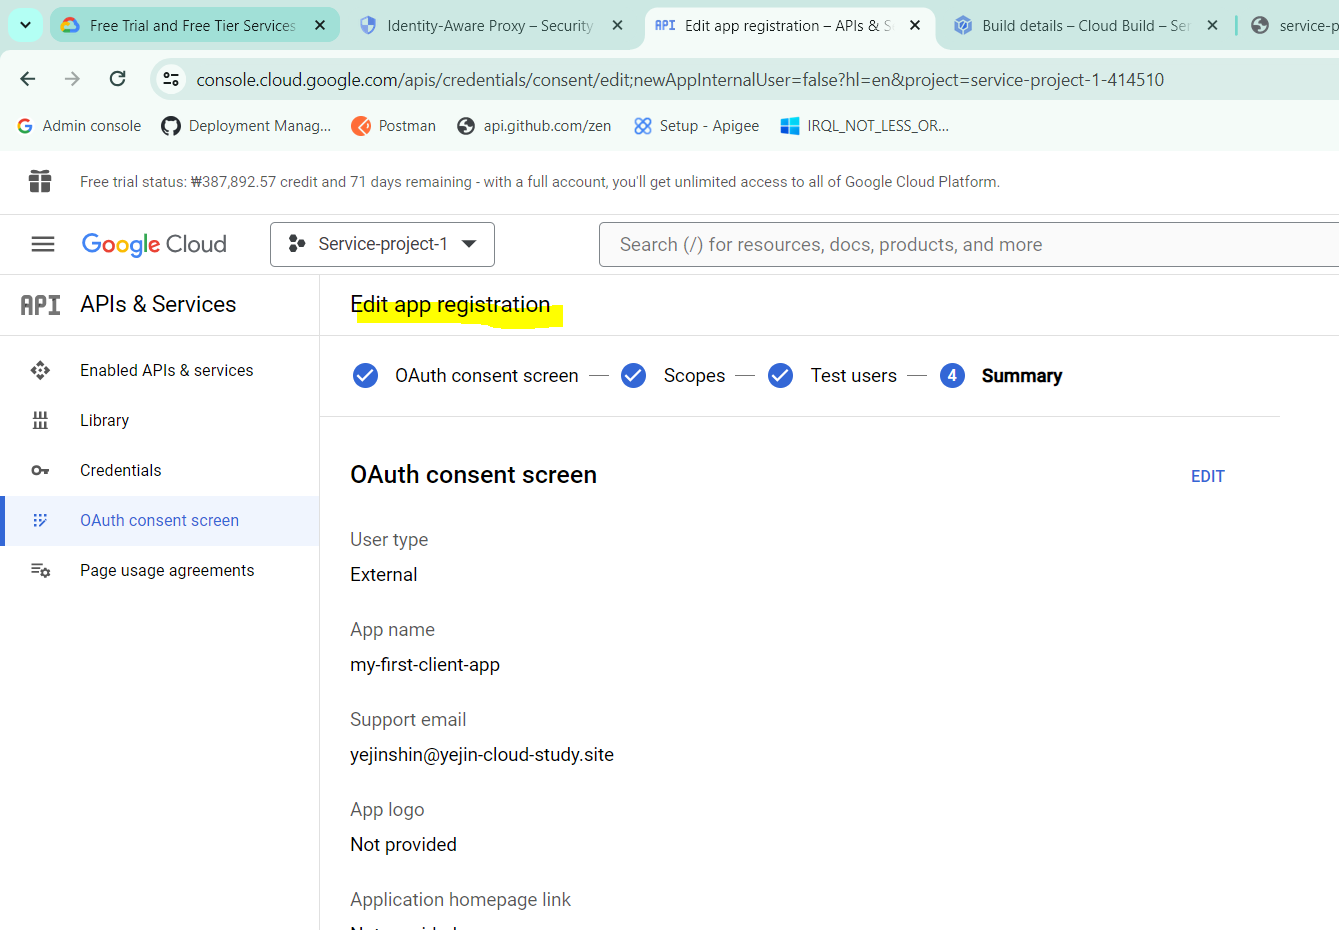 Free Trial and Free Tier Services
Identity-Aware Proxy – Security
API Edit app registration – APIs & Se
Build details – Cloud Build – Ser
service-p
console.cloud.google.com/apis/credentials/consent/edit;newAppInternalUser=false?hl=en&project=service-project-1-414510
Admin console
Deployment Manag...
Postman
api.github.com/zen
Setup - Apigee
IRQL_NOT_LESS_OR...
Free trial status: ₩387,892.57 credit and 71 days remaining - with a full account, you'll get unlimited access to all of Google Cloud Platform.
Google Cloud
Service-project-1
Search (/) for resources, docs, products, and more
API APIs & Services
Edit app registration
Enabled APIs & services
Library
Credentials
OAuth consent screen
Page usage agreements
OAuth consent screen
Scopes
Test users
4 Summary
OAuth consent screen
EDIT
User type
External
App name
my-first-client-app
Support email
yejinshin@yejin-cloud-study.site
App logo
Not provided
Application homepage link